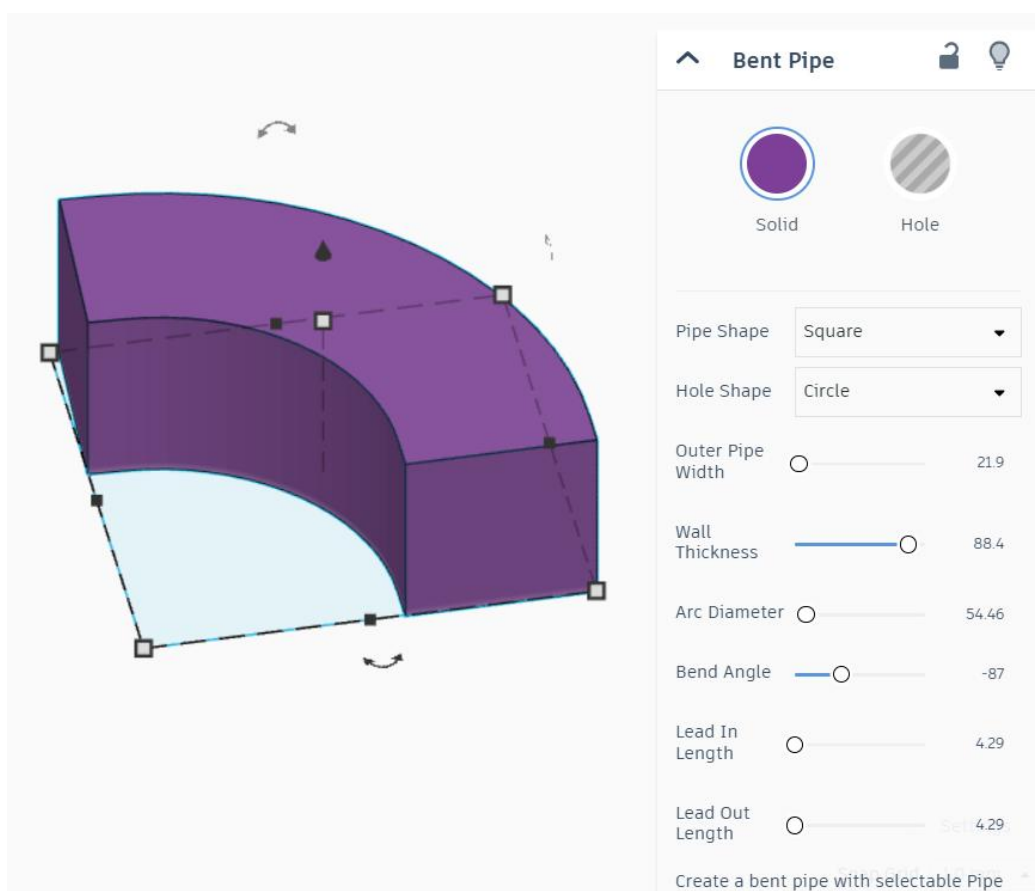 Bent Pipe
Solid
Hole
Pipe Shape
Square
Hole Shape
Circle
Outer Pipe
Width
21.9
Wall
Thickness
88.4
Arc Diameter
54.46
Bend Angle
-87
Lead In
Length
4.29
Lead Out
Length
4.29
Create a bent pipe with selectable Pipe